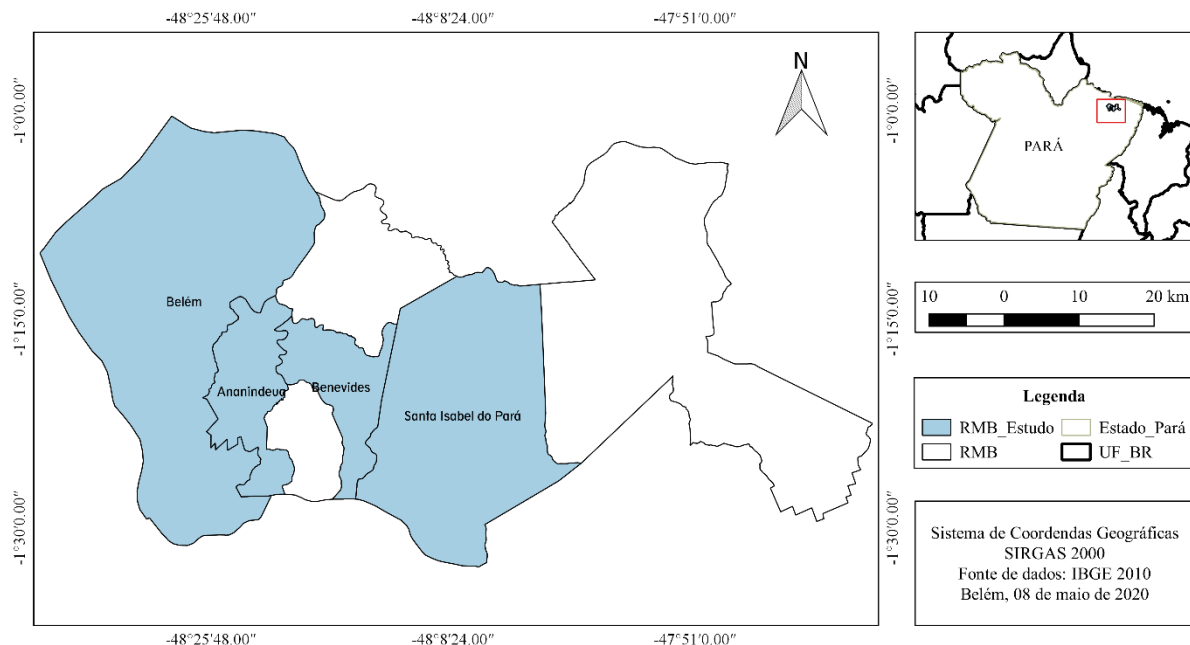 -48°25'48.00"
-48°8'24.00"
-47°51'0.00"
-1°0'0.00"
-1°15'0.00"
-1°30'0.00"
N
Belém
Ananindeua
Benevides
Santa Isabel do Pará
-48°25'48.00"
-48°8'24.00"
-47°51'0.00"
-1°0'0.00"
-1°15'0.00"
-1°30'0.00"
PARÁ
10 0 10 20 km
Legenda
RMB_Estudo Estado_Pará
RMB UF_BR
Sistema de Coordendas Geográficas
SIRGAS 2000
Fonte de dados: IBGE 2010
Belém, 08 de maio de 2020